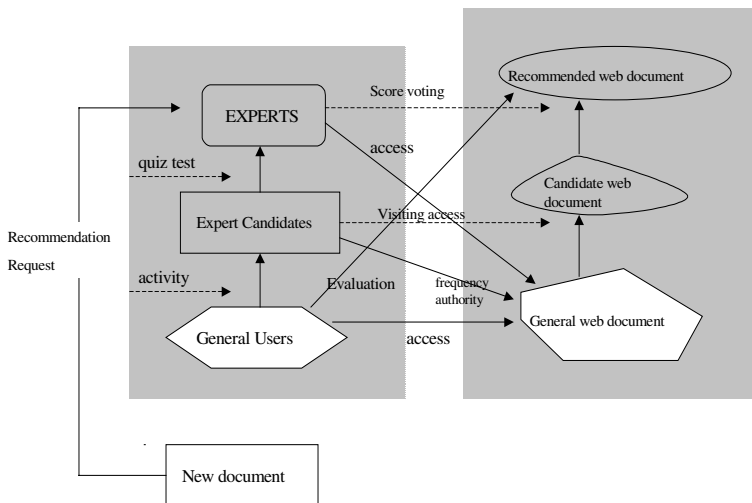 Recommended web document
Score voting
EXPERTS
access
quiz test
Candidate web
document
Expert Candidates
Visiting access
Recommendation
Request
activity
Evaluation
frequency
authority
General web document
General Users
access
New document